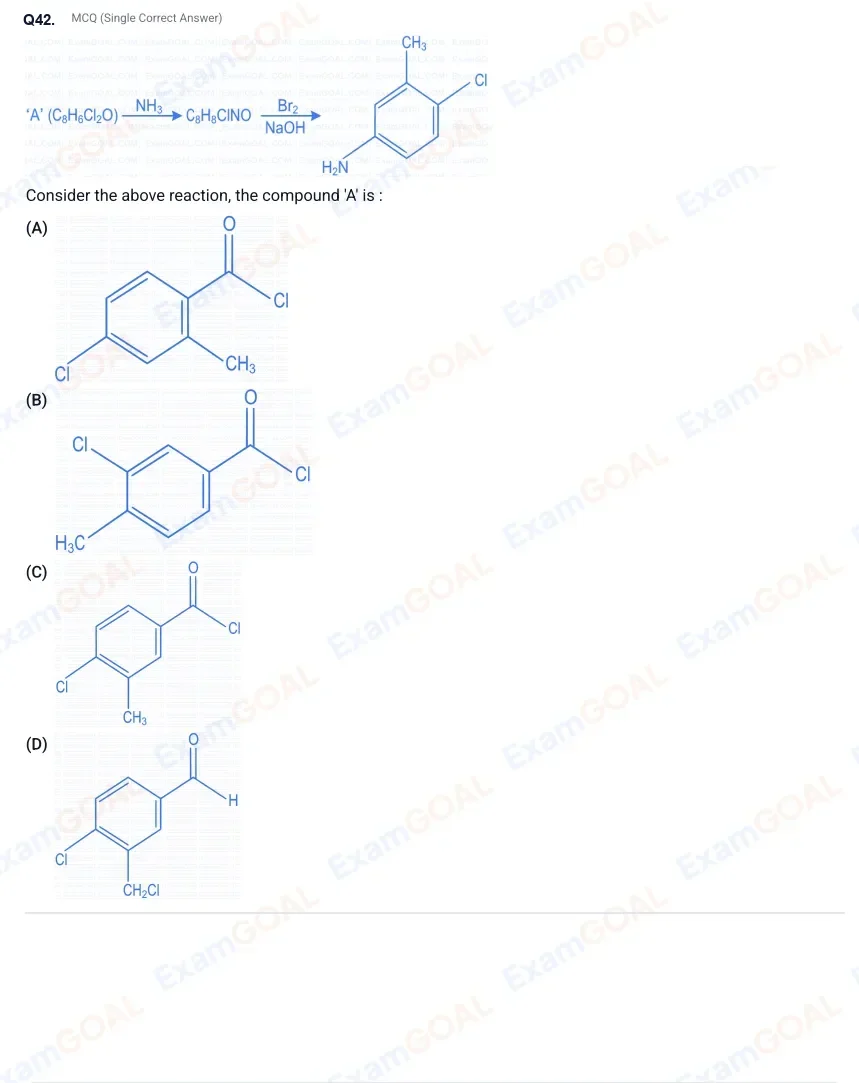 Q42. MCQ (Single Correct Answer)
CH₃
Cl
'A' (C₈H₆Cl₂O) NH₃ C₈H₈ClNO Br₂ NaOH
H₂N
Consider the above reaction, the compound 'A' is :
(A)
O
Cl
Cl
CH₃
(B)
O
Cl
Cl
H₃C
(C)
O
Cl
Cl
CH₃
(D)
O
H
Cl
CH₂Cl
ExamGOAL